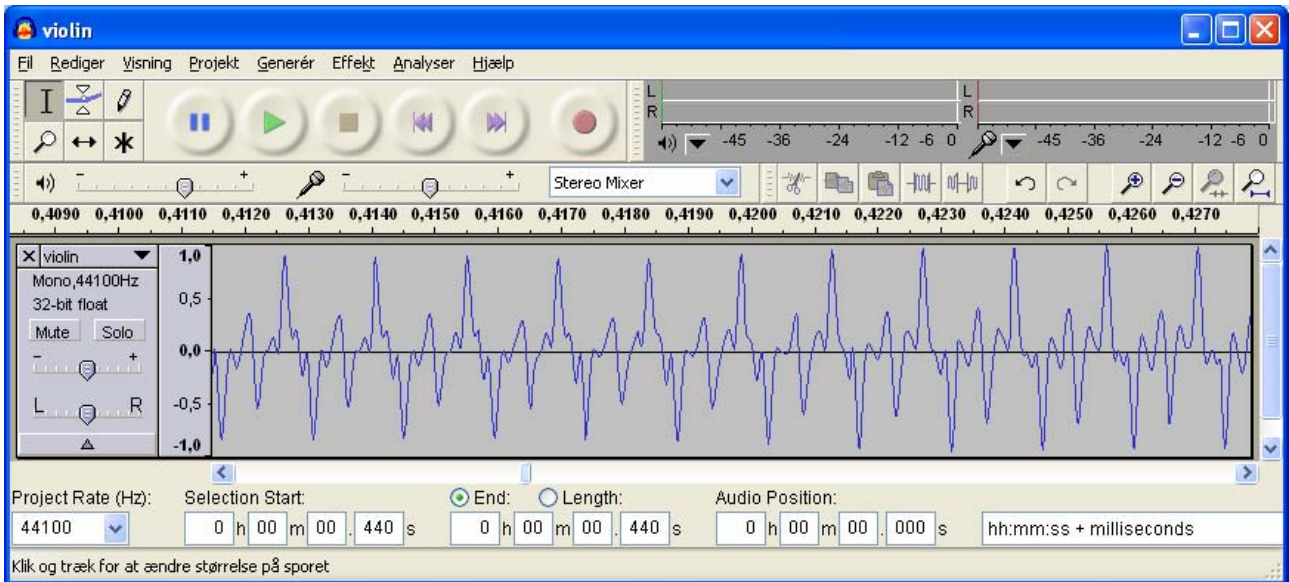 violin
Fil Rediger Visning Projekt Generér Effekt Analyser Hjælp
L
R
-45 -36 -24 -12 -6 0
L
R
-45 -36 -24 -12 -6 0
- +
- +
Stereo Mixer
0,4090 0,4100 0,4110 0,4120 0,4130 0,4140 0,4150 0,4160 0,4170 0,4180 0,4190 0,4200 0,4210 0,4220 0,4230 0,4240 0,4250 0,4260 0,4270
X violin
Mono,44100Hz
32-bit float
Mute Solo
- +
L R
1,0
0,5
0,0
-0,5
-1,0
Project Rate (Hz): Selection Start: End: Length: Audio Position:
44100 0 h 00 m 00 . 440 s 0 h 00 m 00 . 440 s 0 h 00 m 00 . 000 s hh:mm:ss + milliseconds
Klik og træk for at ændre størrelse på sporet